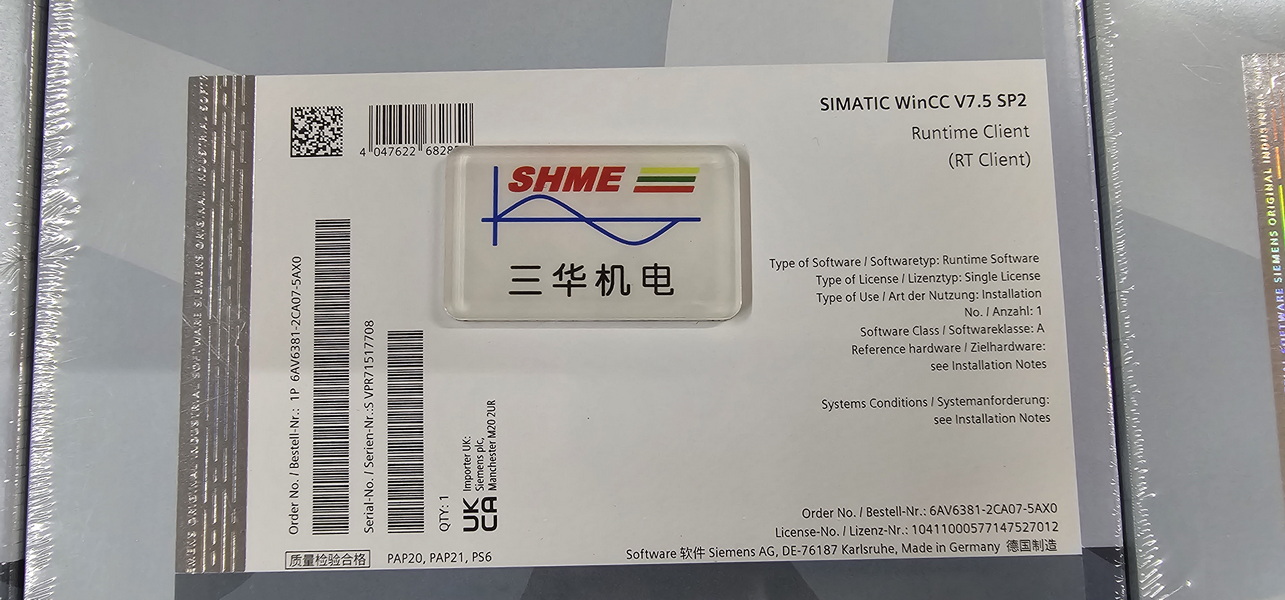 SIMATIC WinCC V7.5 SP2
Runtime Client
(RT Client)
4 047622
SHME
三华机电
Type of Software / Softwaretyp: Runtime Software
Type of License / Lizenztyp: Single License
Type of Use / Art der Nutzung: Installation
No. / Anzahl: 1
Software Class / Softwareklasse: A
Reference hardware / Zielhardware:
see Installation Notes
Systems Conditions / Systemanforderung:
see Installation Notes
Order No. / Bestell-Nr.: 1P 6AV6381-2CA07-5AX0
Serial-No. / Serien-Nr.:S VPR71517708
QTY: 1
UK
CA
Importer UK:
Siemens plc,
Manchester M20 2UR
Order No. / Bestell-Nr.: 6AV6381-2CA07-5AX0
License-No. / Lizenz-Nr.: 10411000577147527012
Software 软件 Siemens AG, DE-76187 Karlsruhe, Made in Germany 德国制造
质量检验合格 PAP20, PAP21, PS6
SIEMENS ORIGINAL